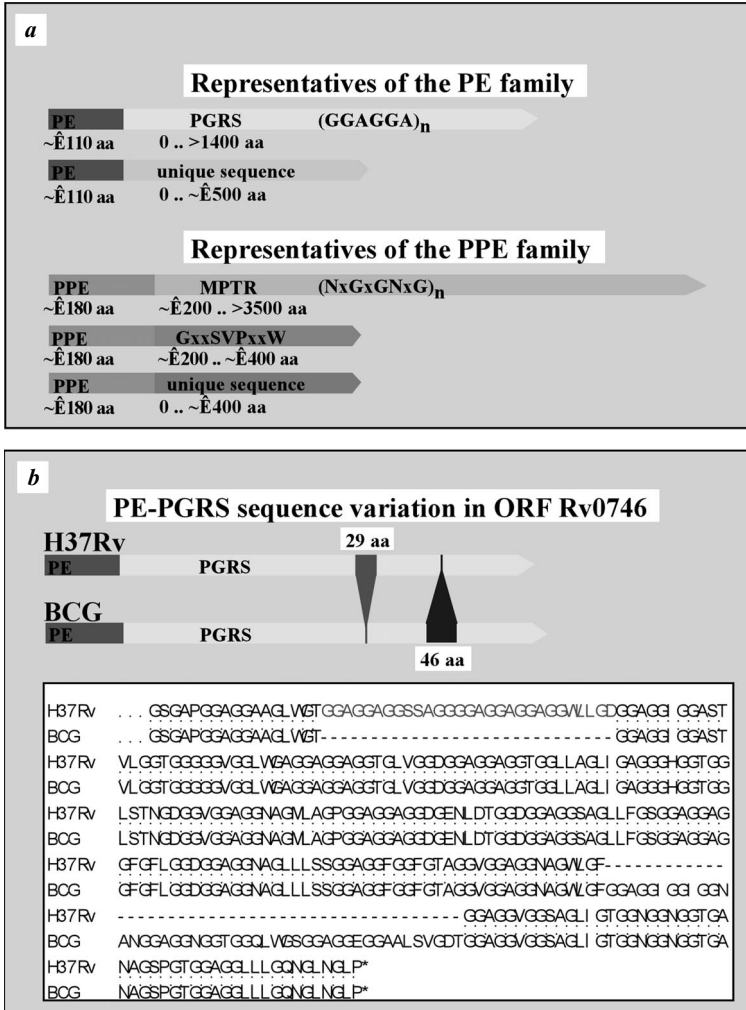 a
Representatives of the PE family
PE PGRS (GGAGGA)n
~Ê110 aa 0 .. >1400 aa
PE unique sequence
~Ê110 aa 0 .. ~Ê500 aa
Representatives of the PPE family
PPE MPTR (NxGxGNxG)n
~Ê180 aa ~Ê200 .. >3500 aa
PPE GxxSVPxxW
~Ê180 aa ~Ê200 .. ~Ê400 aa
PPE unique sequence
~Ê180 aa 0 .. ~Ê400 aa
b
PE-PGRS sequence variation in ORF Rv0746
H37Rv 29 aa
PE PGRS
BCG
PE PGRS
46 aa
H37Rv ...GSGAPGGAGGAAGLWGTGGAGGAGGSSAGGGGAGGAGGAGGWLLGDGGAGGIGGAST
BCG ...GSGAPGGAGGAAGLWGT-----------------------------GGAGGIGGAST
H37Rv VLGGTGGGGGVGGLWGAGGAGGAGGTGLVGGDGGAGGAGGTGGLLAGLIGAGGGHGGTGG
BCG VLGGTGGGGGVGGLWGAGGAGGAGGTGLVGGDGGAGGAGGTGGLLAGLIGAGGGHGGTGG
H37Rv LSTNGDGGVGGAGGNAGMLAGPGGAGGAGGDGENLDTGGDGGAGGSAGLLFGSGGAGGAG
BCG LSTNGDGGVGGAGGNAGMLAGPGGAGGAGGDGENLDTGGDGGAGGSAGLLFGSGGAGGAG
H37Rv GFGFLGGDGGAGGNAGLLLSSGGAGGFGGFGTAGGVGGAGGNAGWLGF------------
BCG GFGFLGGDGGAGGNAGLLLSSGGAGGFGGFGTAGGVGGAGGNAGWLGFGGAGGIGGIGGN
H37Rv ----------------------------------GGAGGVGGSAGLIGTGGNGGNGGTGA
BCG ANGGAGGNGGTGGQLWGSGGAGGEGGAALSVGDTGGAGGVGGSAGLIGTGGNGGNGGTGA
H37Rv NAGSPGTGGAGGLLLGQNGLNGLP*
BCG NAGSPGTGGAGGLLLGQNGLNGLP*